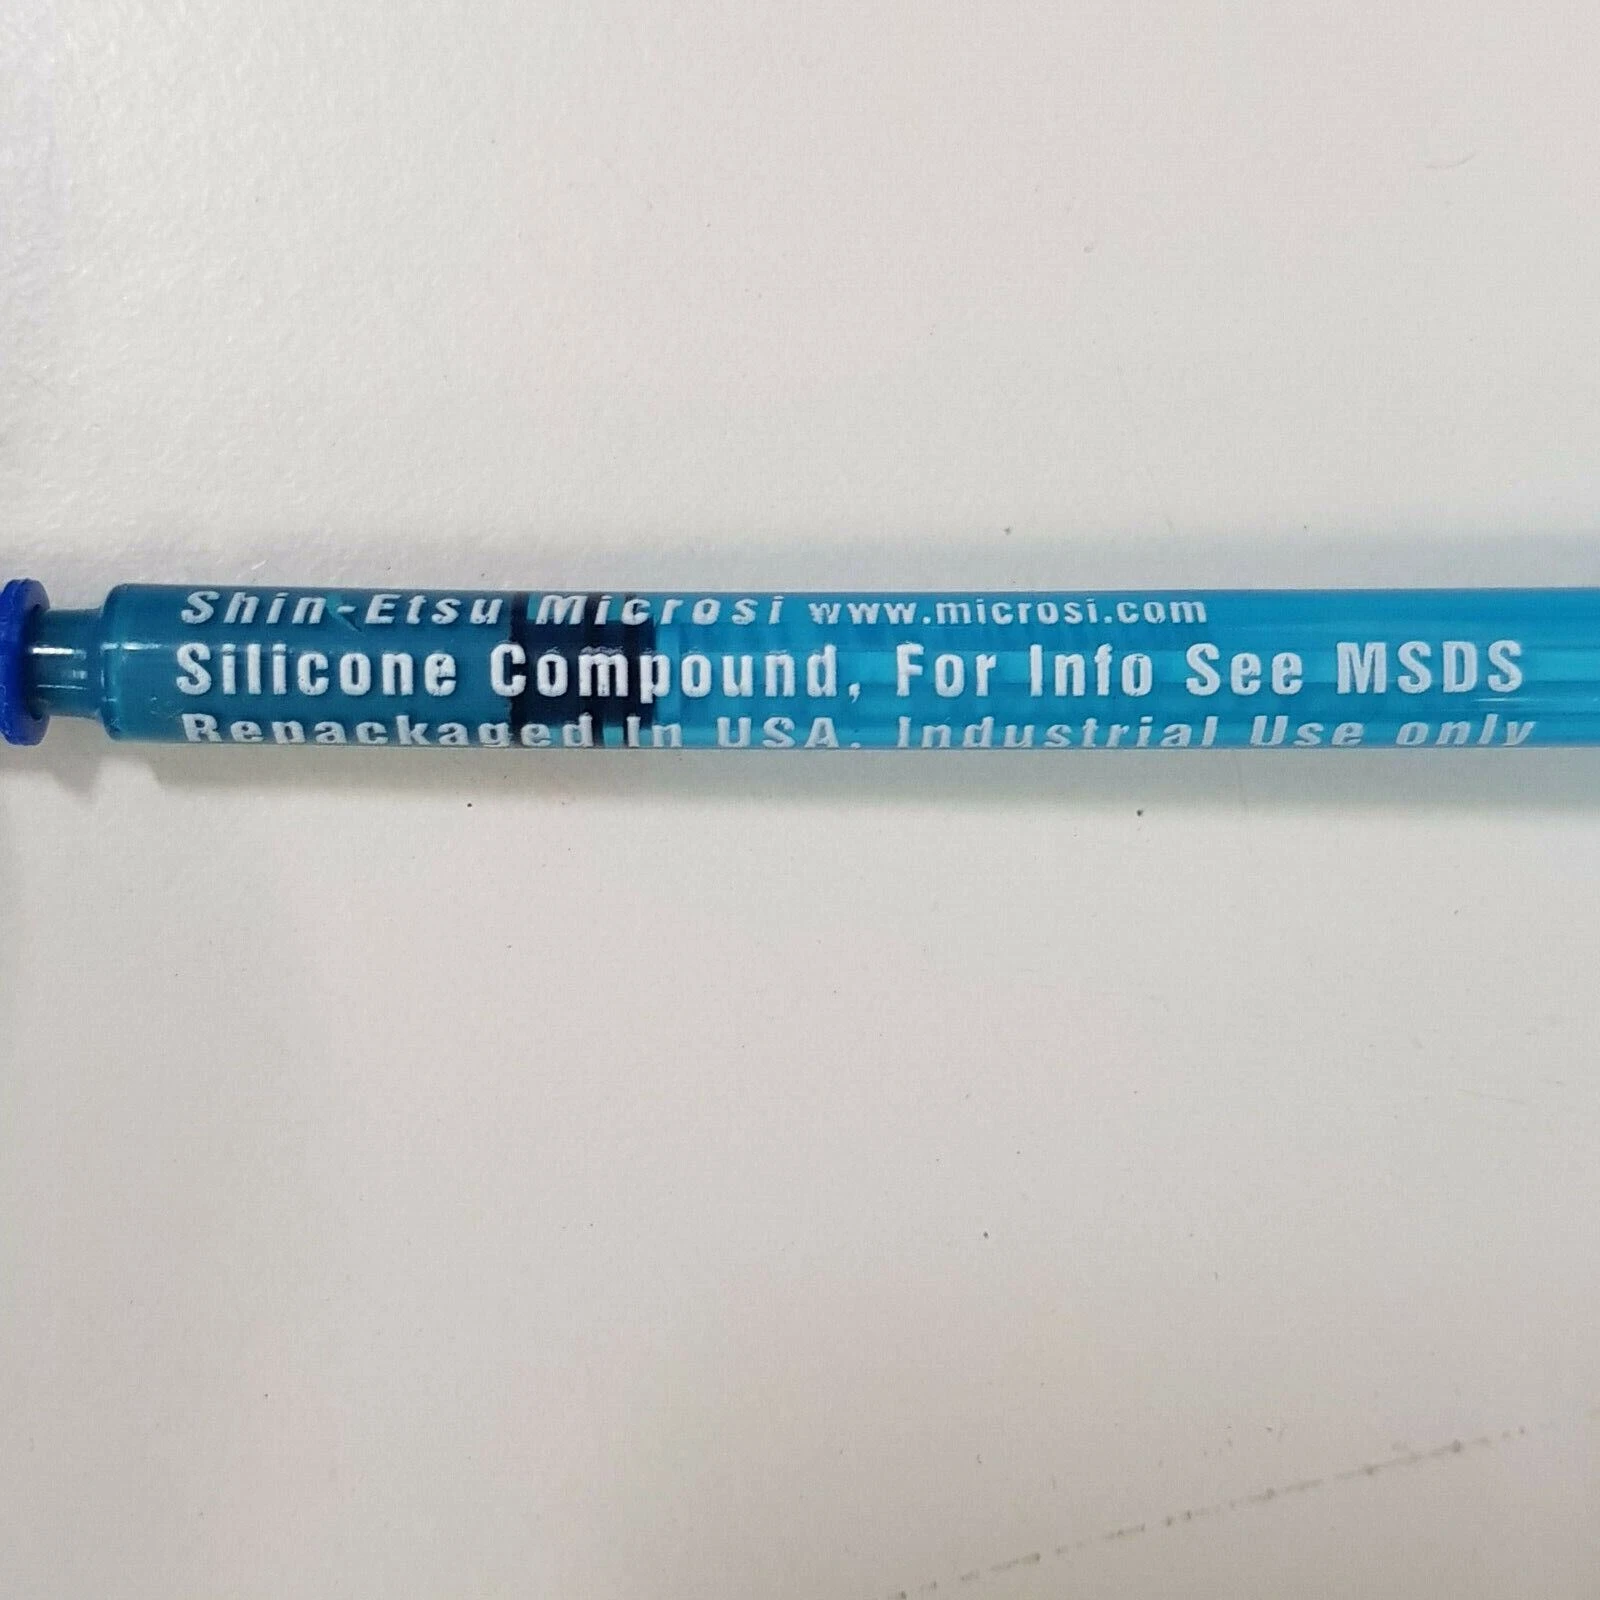 Shin-Etsu Microsi www.microsi.com
Silicone Compound, For Info See MSDS
Repackaged In USA. Industrial Use only